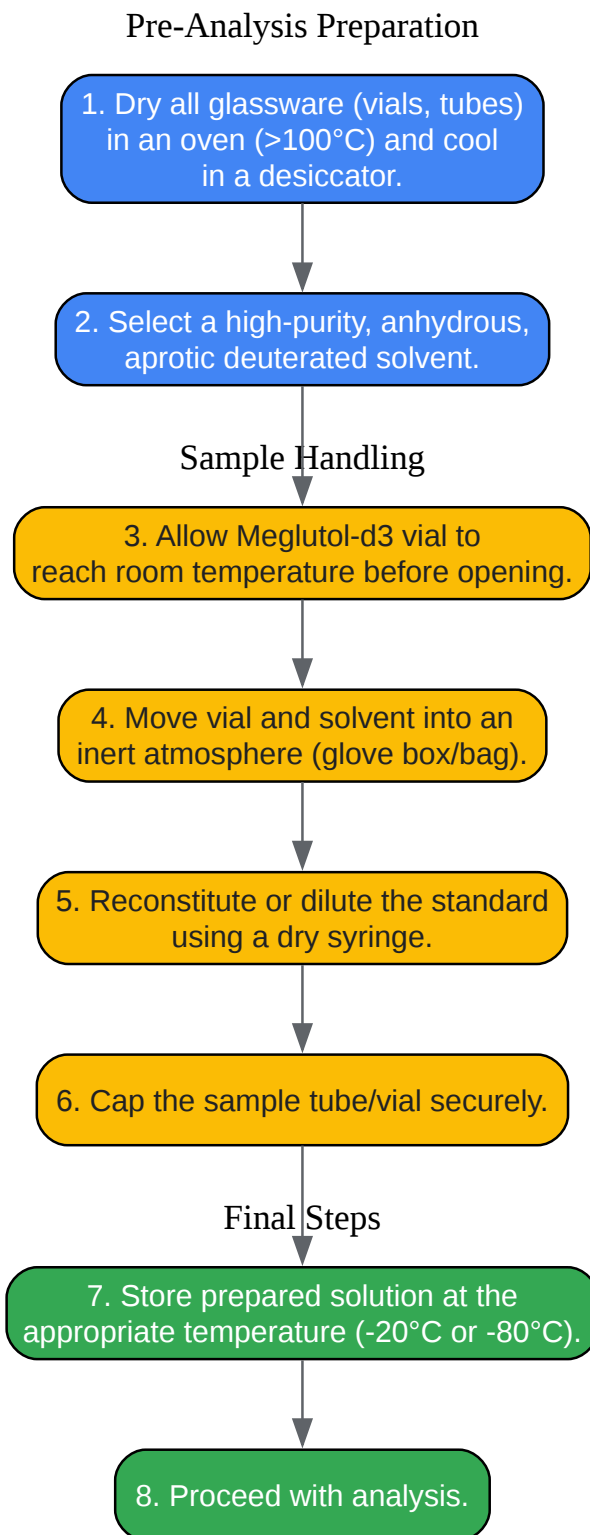 Pre-Analysis Preparation
1. Dry all glassware (vials, tubes)
in an oven (>100°C) and cool
in a desiccator.
2. Select a high-purity, anhydrous,
aprotic deuterated solvent.
Sample Handling
3. Allow Meglutol-d3 vial to
reach room temperature before opening.
4. Move vial and solvent into an
inert atmosphere (glove box/bag).
5. Reconstitute or dilute the standard
using a dry syringe.
6. Cap the sample tube/vial securely.
Final Steps
7. Store prepared solution at the
appropriate temperature (-20°C or -80°C).
8. Proceed with analysis.